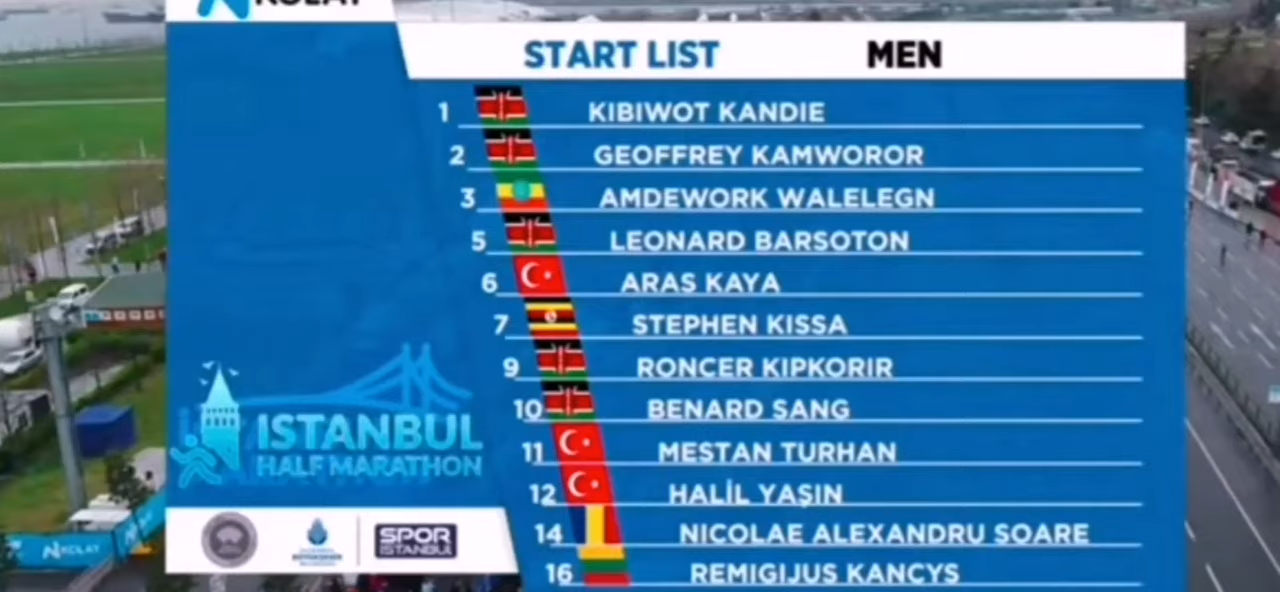 KOLAY
START LIST MEN
1 KIBIWOT KANDIE
2 GEOFFREY KAMWOROR
3 AMDEWORK WALELEGN
5 LEONARD BARSOTON
6 ARAS KAYA
7 STEPHEN KISSA
9 RONCER KIPKORIR
10 BENARD SANG
11 MESTAN TURHAN
12 HALİL YAŞIN
14 NICOLAE ALEXANDRU SOARE
16 REMIGIJUS KANCYS
ISTANBUL
HALF MARATHON
SPOR
ISTANBUL
KOLAY